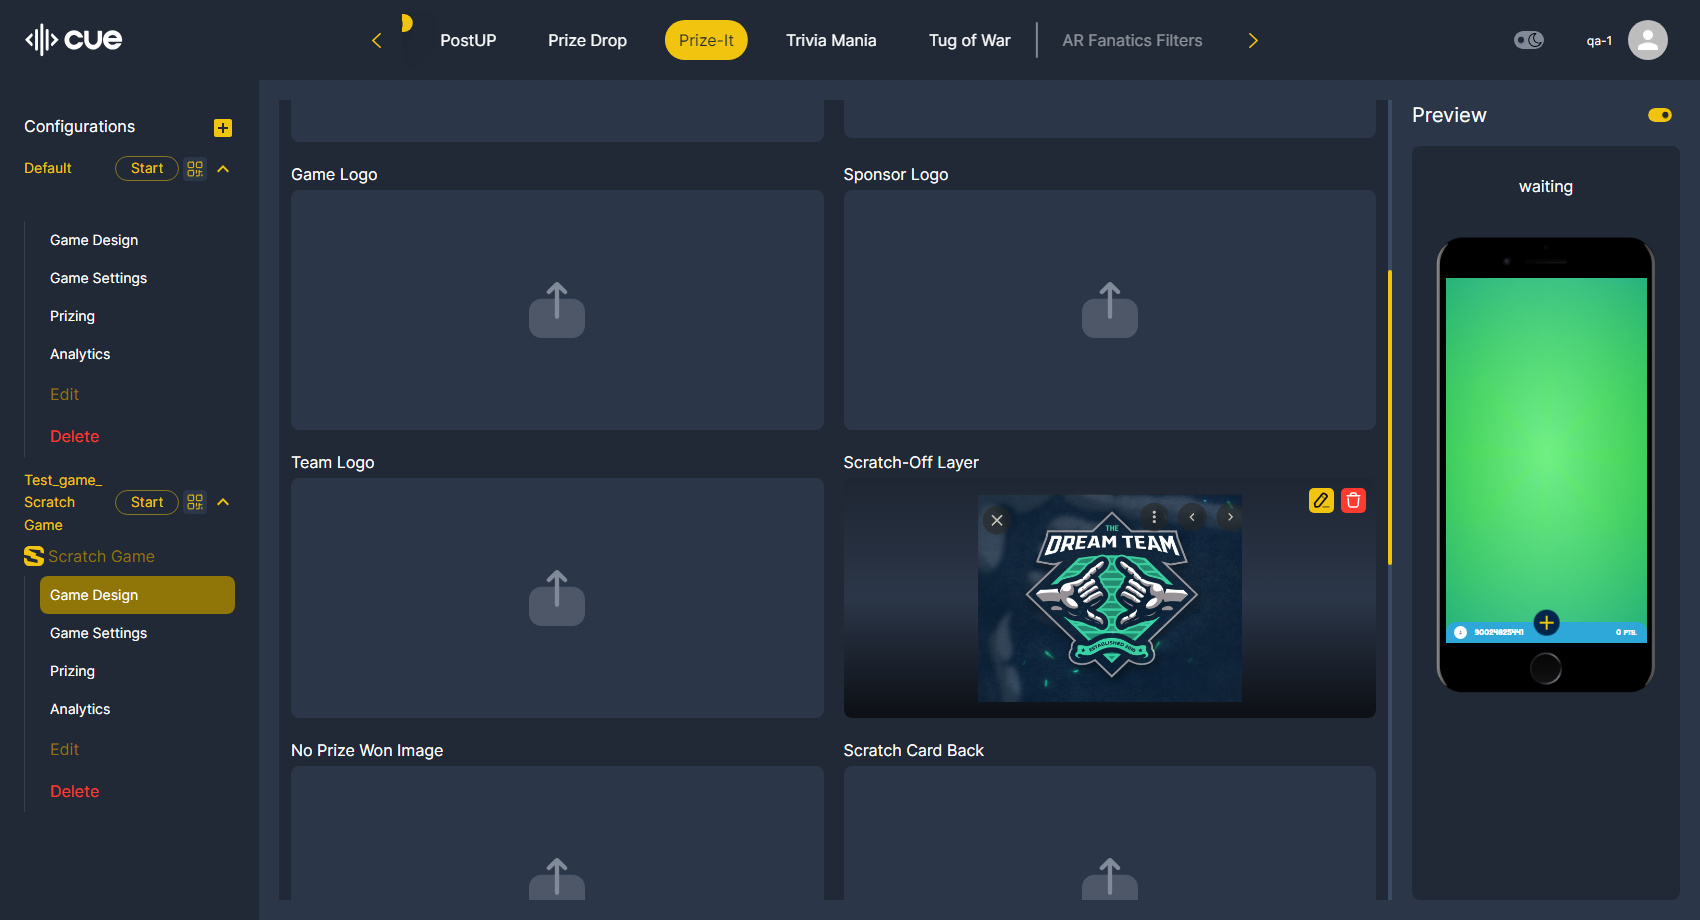 cue
PostUP
Prize Drop
Prize-It
Trivia Mania
Tug of War
AR Fanatics Filters
qa-1
Configurations
Default
Start
Game Design
Game Settings
Prizing
Analytics
Edit
Delete
Test_game_
Scratch
Game
Start
Scratch Game
Game Design
Game Settings
Prizing
Analytics
Edit
Delete
Game Logo
Sponsor Logo
Team Logo
Scratch-Off Layer
THE
DREAM TEAM
No Prize Won Image
Scratch Card Back
Preview
waiting
0 PTS.